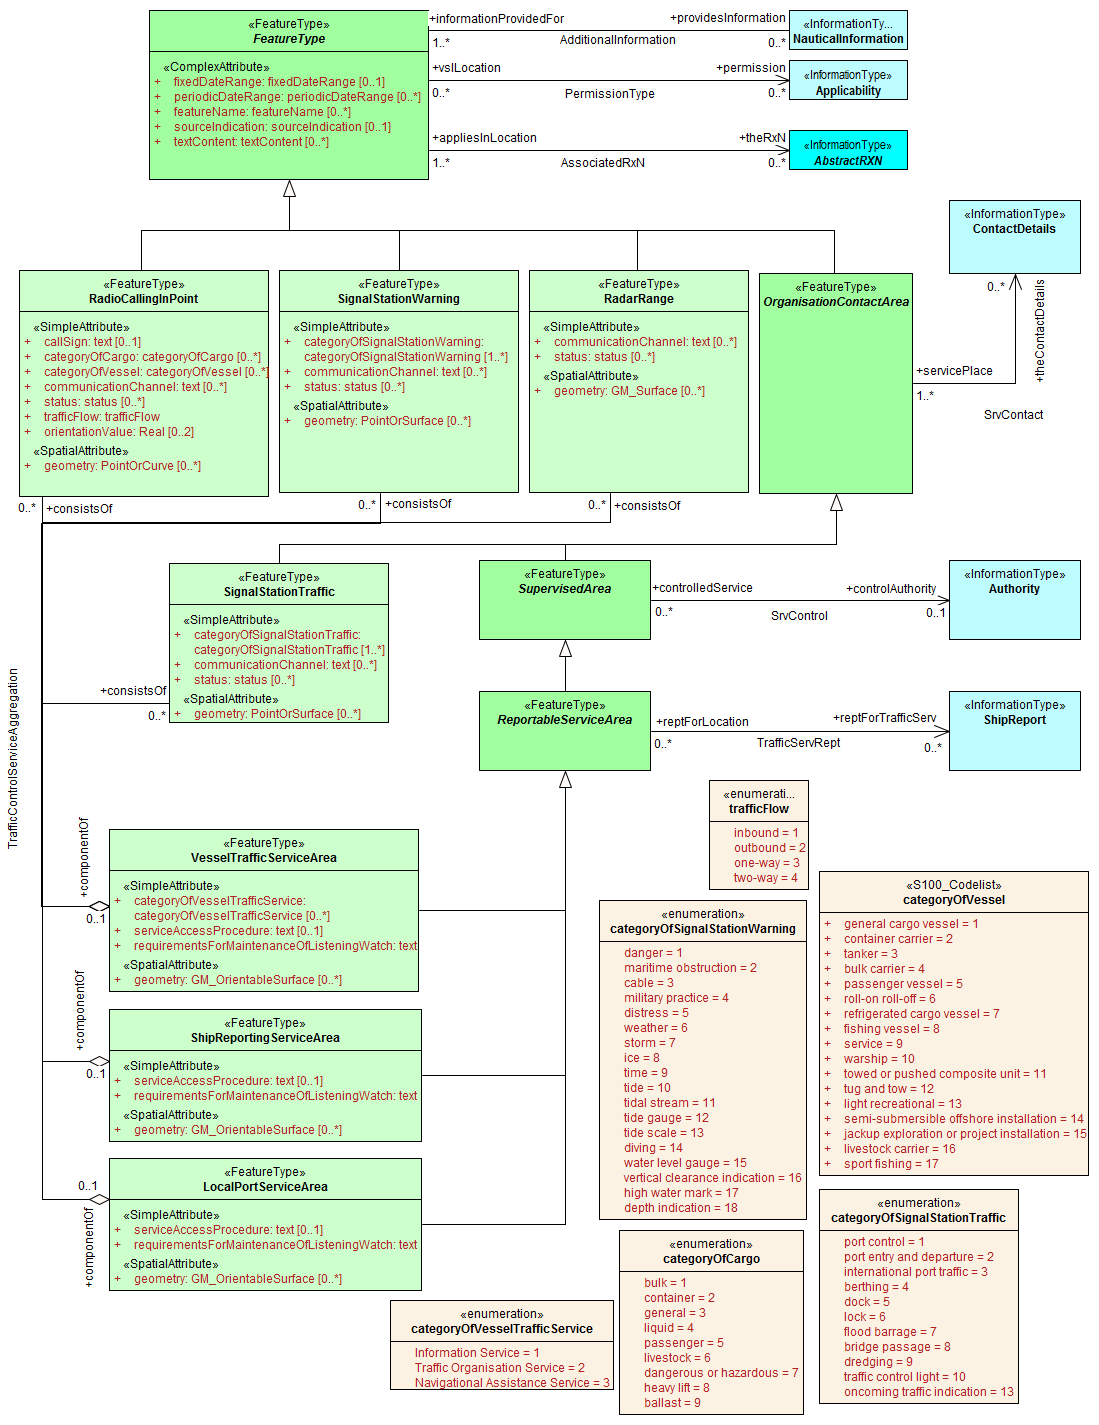 «FeatureType»
FeatureType
«ComplexAttribute»
+ fixedDateRange: fixedDateRange [0..1]
+ periodicDateRange: periodicDateRange [0..*]
+ featureName: featureName [0..*]
+ sourceIndication: sourceIndication [0..1]
+ textContent: textContent [0..*]
+informationProvidedFor
+providesInformation
1..*
AdditionalInformation
0..*
«InformationTy...
NauticalInformation
+vslLocation
+permission
0..*
PermissionType
0..*
«InformationType»
Applicability
+appliesInLocation
+theRxN
1..*
AssociatedRxN
0..*
«InformationType»
AbstractRXN
«InformationType»
ContactDetails
0..*
+theContactDetails
+servicePlace
1..*
SrvContact
«FeatureType»
RadioCallingInPoint
«SimpleAttribute»
+ callSign: text [0..1]
+ categoryOfCargo: categoryOfCargo [0..*]
+ categoryOfVessel: categoryOfVessel [0..*]
+ communicationChannel: text [0..*]
+ status: status [0..*]
+ trafficFlow: trafficFlow
+ orientationValue: Real [0..2]
«SpatialAttribute»
+ geometry: PointOrCurve [0..*]
0..*
+consistsOf
«FeatureType»
SignalStationWarning
«SimpleAttribute»
+ categoryOfSignalStationWarning:
categoryOfSignalStationWarning [1..*]
+ communicationChannel: text [0..*]
+ status: status [0..*]
«SpatialAttribute»
+ geometry: PointOrSurface [0..*]
0..*
+consistsOf
«FeatureType»
RadarRange
«SimpleAttribute»
+ communicationChannel: text [0..*]
+ status: status [0..*]
«SpatialAttribute»
+ geometry: GM_Surface [0..*]
0..*
+consistsOf
«FeatureType»
OrganisationContactArea
«FeatureType»
SignalStationTraffic
«SimpleAttribute»
+ categoryOfSignalStationTraffic:
categoryOfSignalStationTraffic [1..*]
+ communicationChannel: text [0..*]
+ status: status [0..*]
«SpatialAttribute»
+ geometry: PointOrSurface [0..*]
+consistsOf
0..*
«FeatureType»
SupervisedArea
+controlledService
+controlAuthority
0..*
SrvControl
0..1
«InformationType»
Authority
«FeatureType»
ReportableServiceArea
+reptForLocation
+reptForTrafficServ
0..*
TrafficServRept
0..*
«InformationType»
ShipReport
TrafficControlServiceAggregation
«FeatureType»
VesselTrafficServiceArea
«SimpleAttribute»
+ categoryOfVesselTrafficService:
categoryOfVesselTrafficService [0..*]
+ serviceAccessProcedure: text [0..1]
+ requirementsForMaintenanceOfListeningWatch: text
«SpatialAttribute»
+ geometry: GM_OrientableSurface [0..*]
+componentOf
0..1
«FeatureType»
ShipReportingServiceArea
«SimpleAttribute»
+ serviceAccessProcedure: text [0..1]
+ requirementsForMaintenanceOfListeningWatch: text
«SpatialAttribute»
+ geometry: GM_OrientableSurface [0..*]
+componentOf
0..1
«FeatureType»
LocalPortServiceArea
«SimpleAttribute»
+ serviceAccessProcedure: text [0..1]
+ requirementsForMaintenanceOfListeningWatch: text
«SpatialAttribute»
+ geometry: GM_OrientableSurface [0..*]
0..1
+componentOf
«enumerati...
trafficFlow
inbound = 1
outbound = 2
one-way = 3
two-way = 4
«enumeration»
categoryOfSignalStationWarning
danger = 1
maritime obstruction = 2
cable = 3
military practice = 4
distress = 5
weather = 6
storm = 7
ice = 8
time = 9
tide = 10
tidal stream = 11
tide gauge = 12
tide scale = 13
diving = 14
water level gauge = 15
vertical clearance indication = 16
high water mark = 17
depth indication = 18
«S100_Codelist»
categoryOfVessel
+ general cargo vessel = 1
+ container carrier = 2
+ tanker = 3
+ bulk carrier = 4
+ passenger vessel = 5
+ roll-on roll-off = 6
+ refrigerated cargo vessel = 7
+ fishing vessel = 8
+ service = 9
+ warship = 10
+ towed or pushed composite unit = 11
+ tug and tow = 12
+ light recreational = 13
+ semi-submersible offshore installation = 14
+ jackup exploration or project installation = 15
+ livestock carrier = 16
+ sport fishing = 17
«enumeration»
categoryOfSignalStationTraffic
port control = 1
port entry and departure = 2
international port traffic = 3
berthing = 4
dock = 5
lock = 6
flood barrage = 7
bridge passage = 8
dredging = 9
traffic control light = 10
oncoming traffic indication = 13
«enumeration»
categoryOfCargo
bulk = 1
container = 2
general = 3
liquid = 4
passenger = 5
livestock = 6
dangerous or hazardous = 7
heavy lift = 8
ballast = 9
«enumeration»
categoryOfVesselTrafficService
Information Service = 1
Traffic Organisation Service = 2
Navigational Assistance Service = 3